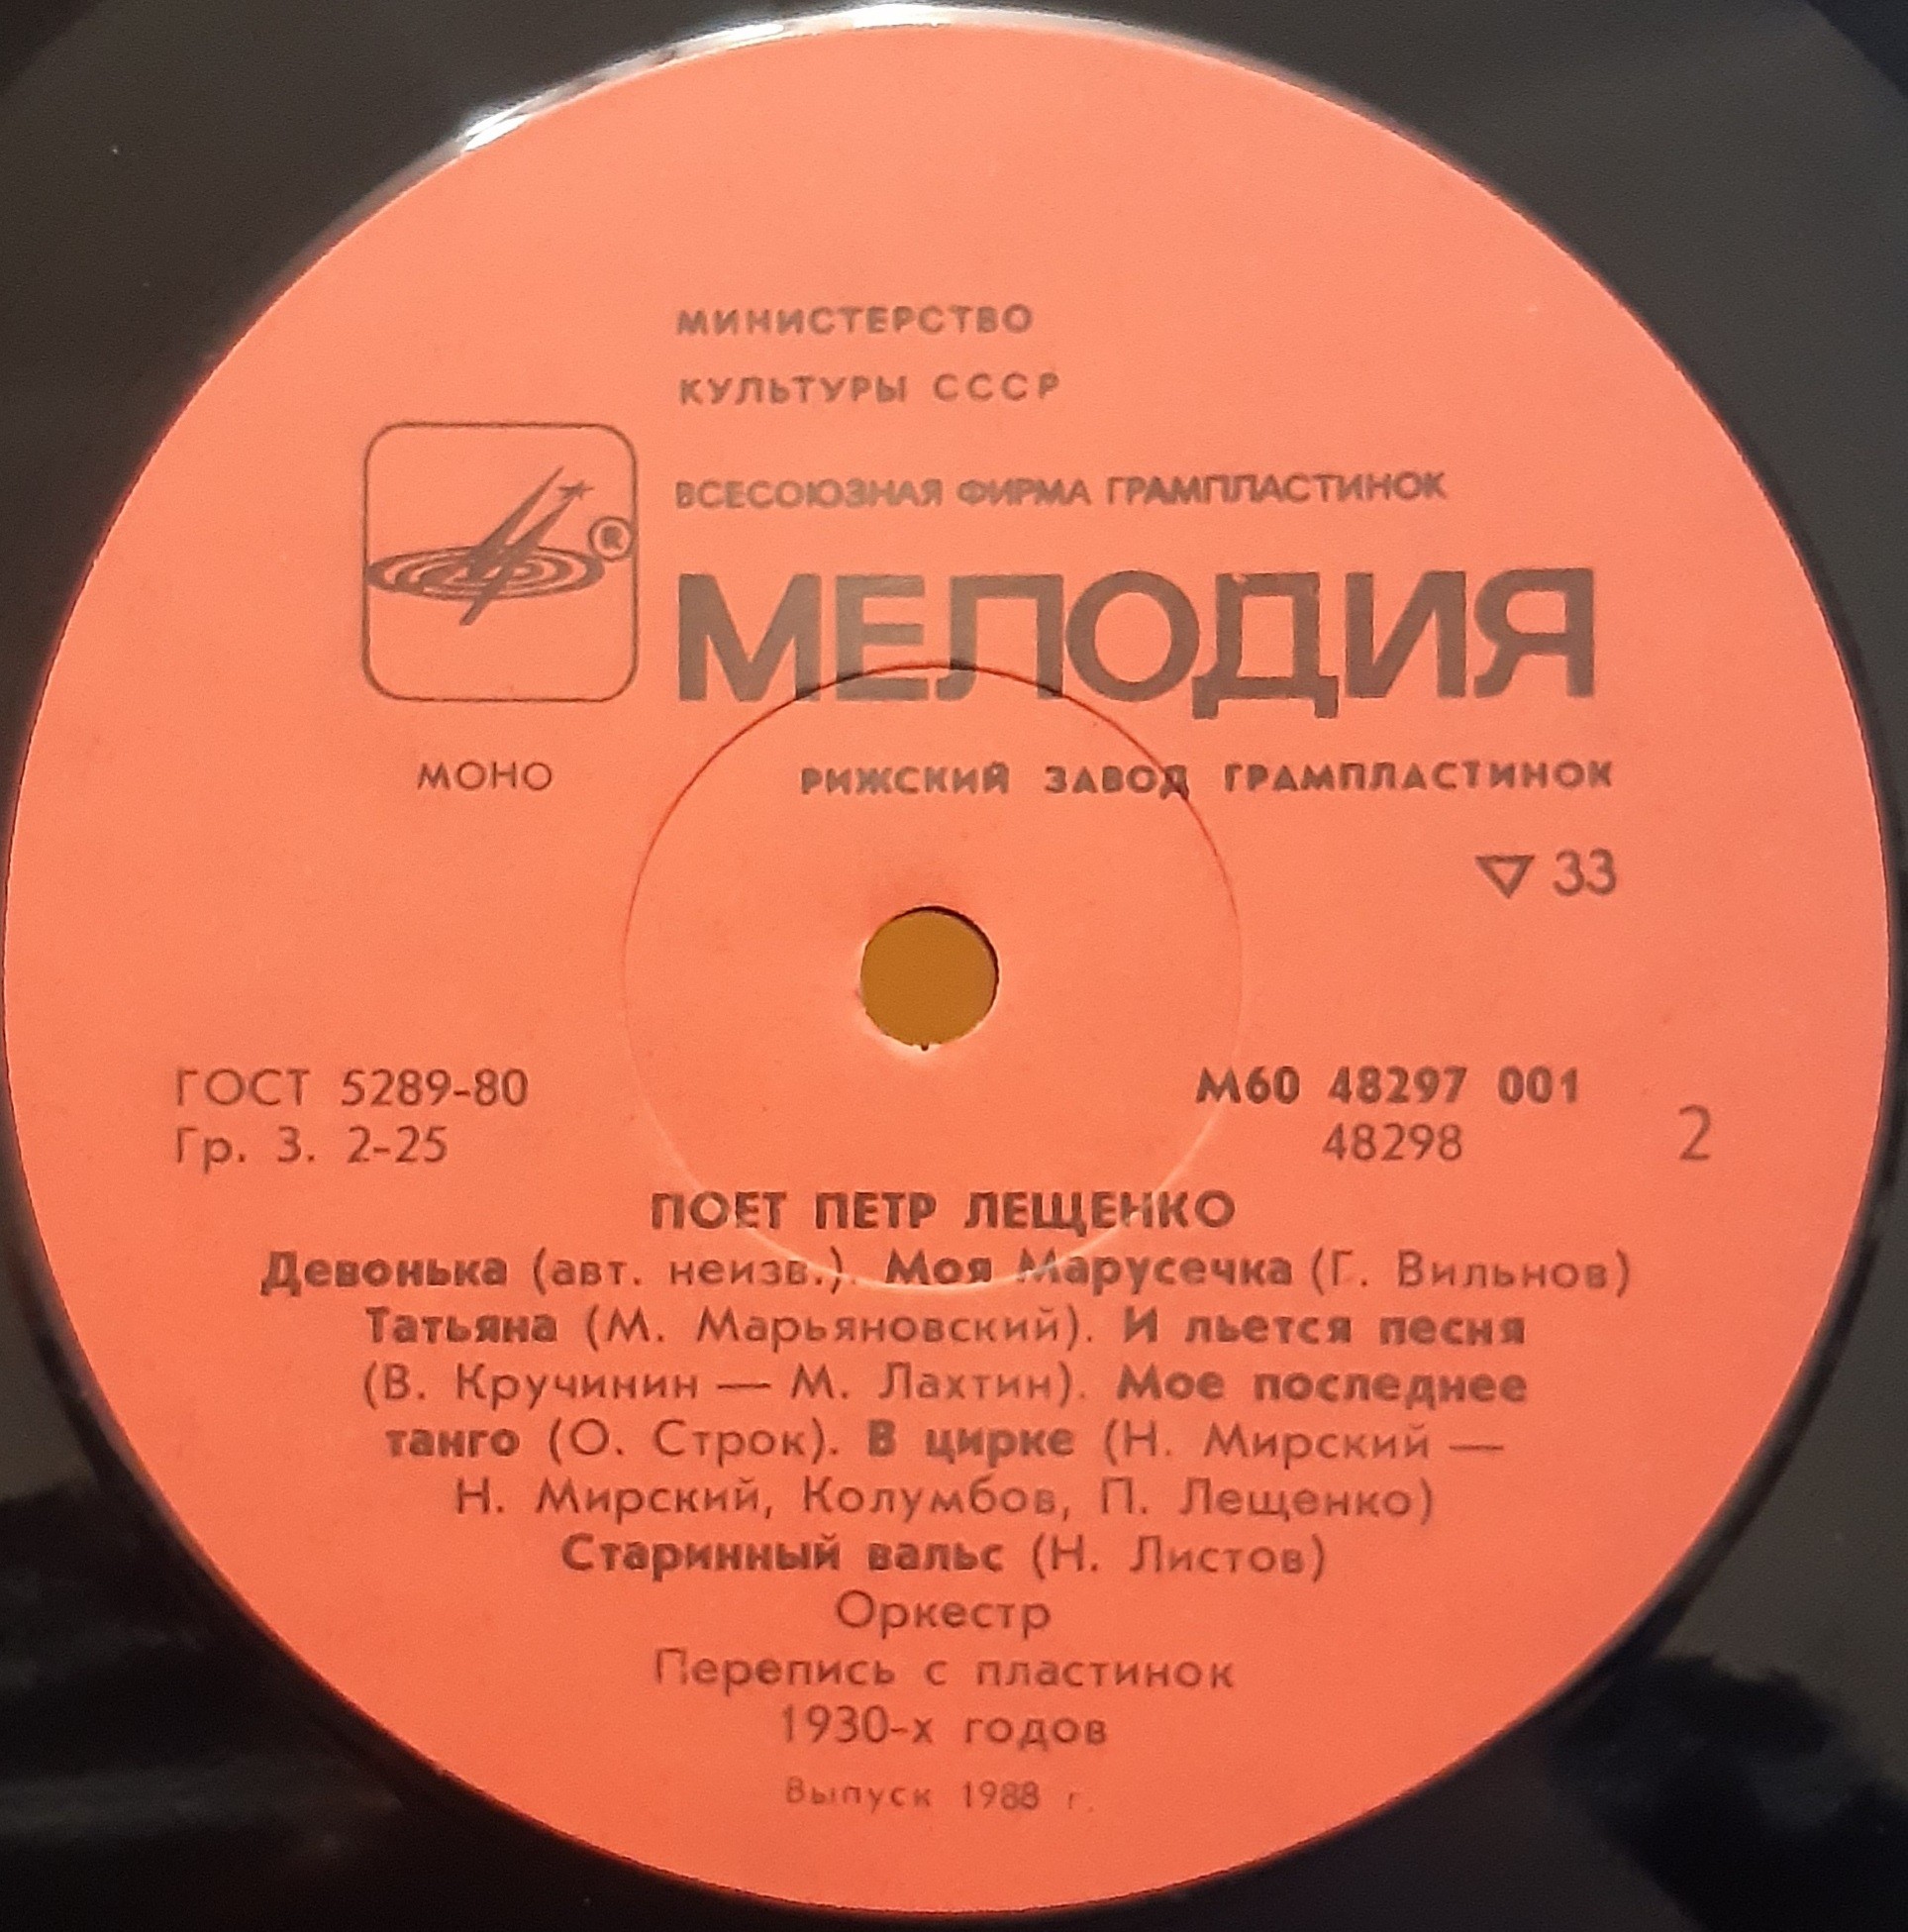 МИНИСТЕРСТВО
КУЛЬТУРЫ СССР
ВСЕСОЮЗНАЯ ФИРМА ГРАМПЛАСТИНОК
®
МЕЛОДИЯ
МОНО
РИЖСКИЙ ЗАВОД ГРАМПЛАСТИНОК
▽ 33
ГОСТ 5289-80
Гр. 3. 2-25
М60 48297 001
48298
2
ПОЕТ ПЕТР ЛЕЩЕНКО
Девонька (авт. неизв.). Моя Марусечка (Г. Вильнов)
Татьяна (М. Марьяновский). И льется песня
(В. Кручинин — М. Лахтин). Мое последнее
танго (О. Строк). В цирке (Н. Мирский —
Н. Мирский, Колумбов, П. Лещенко)
Старинный вальс (Н. Листов)
Оркестр
Перепись с пластинок
1930-х годов
Выпуск 1988 г.